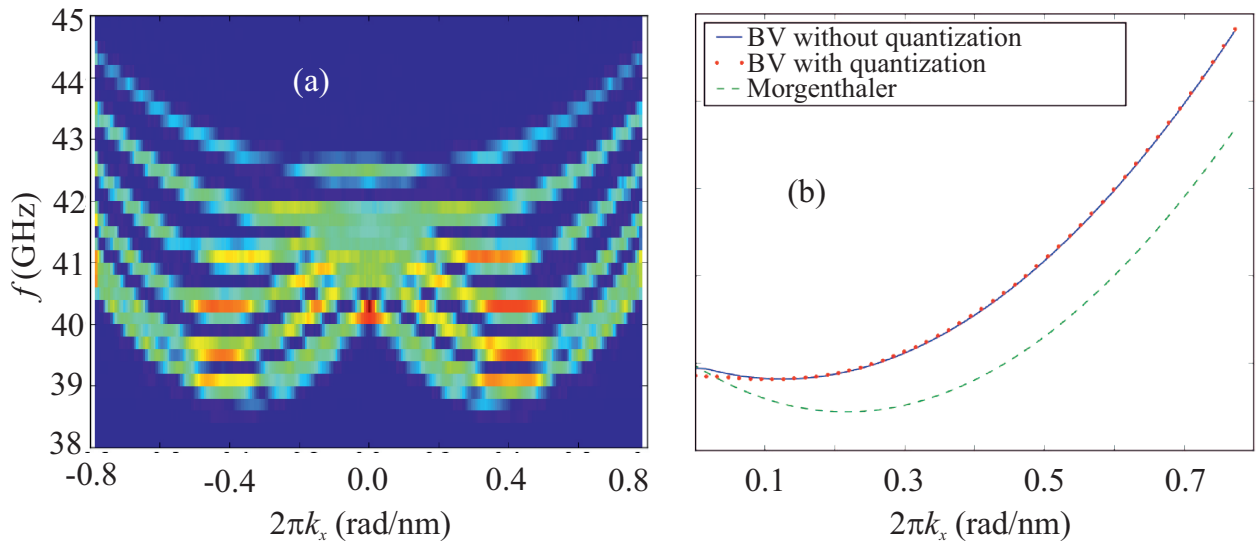 45
44
43
42
41
40
39
38
f (GHz)
(a)
-0.8
-0.4
0.0
0.4
0.8
2πkₓ (rad/nm)
BV without quantization
BV with quantization
Morgenthaler
(b)
0.1
0.3
0.5
0.7
2πkₓ (rad/nm)